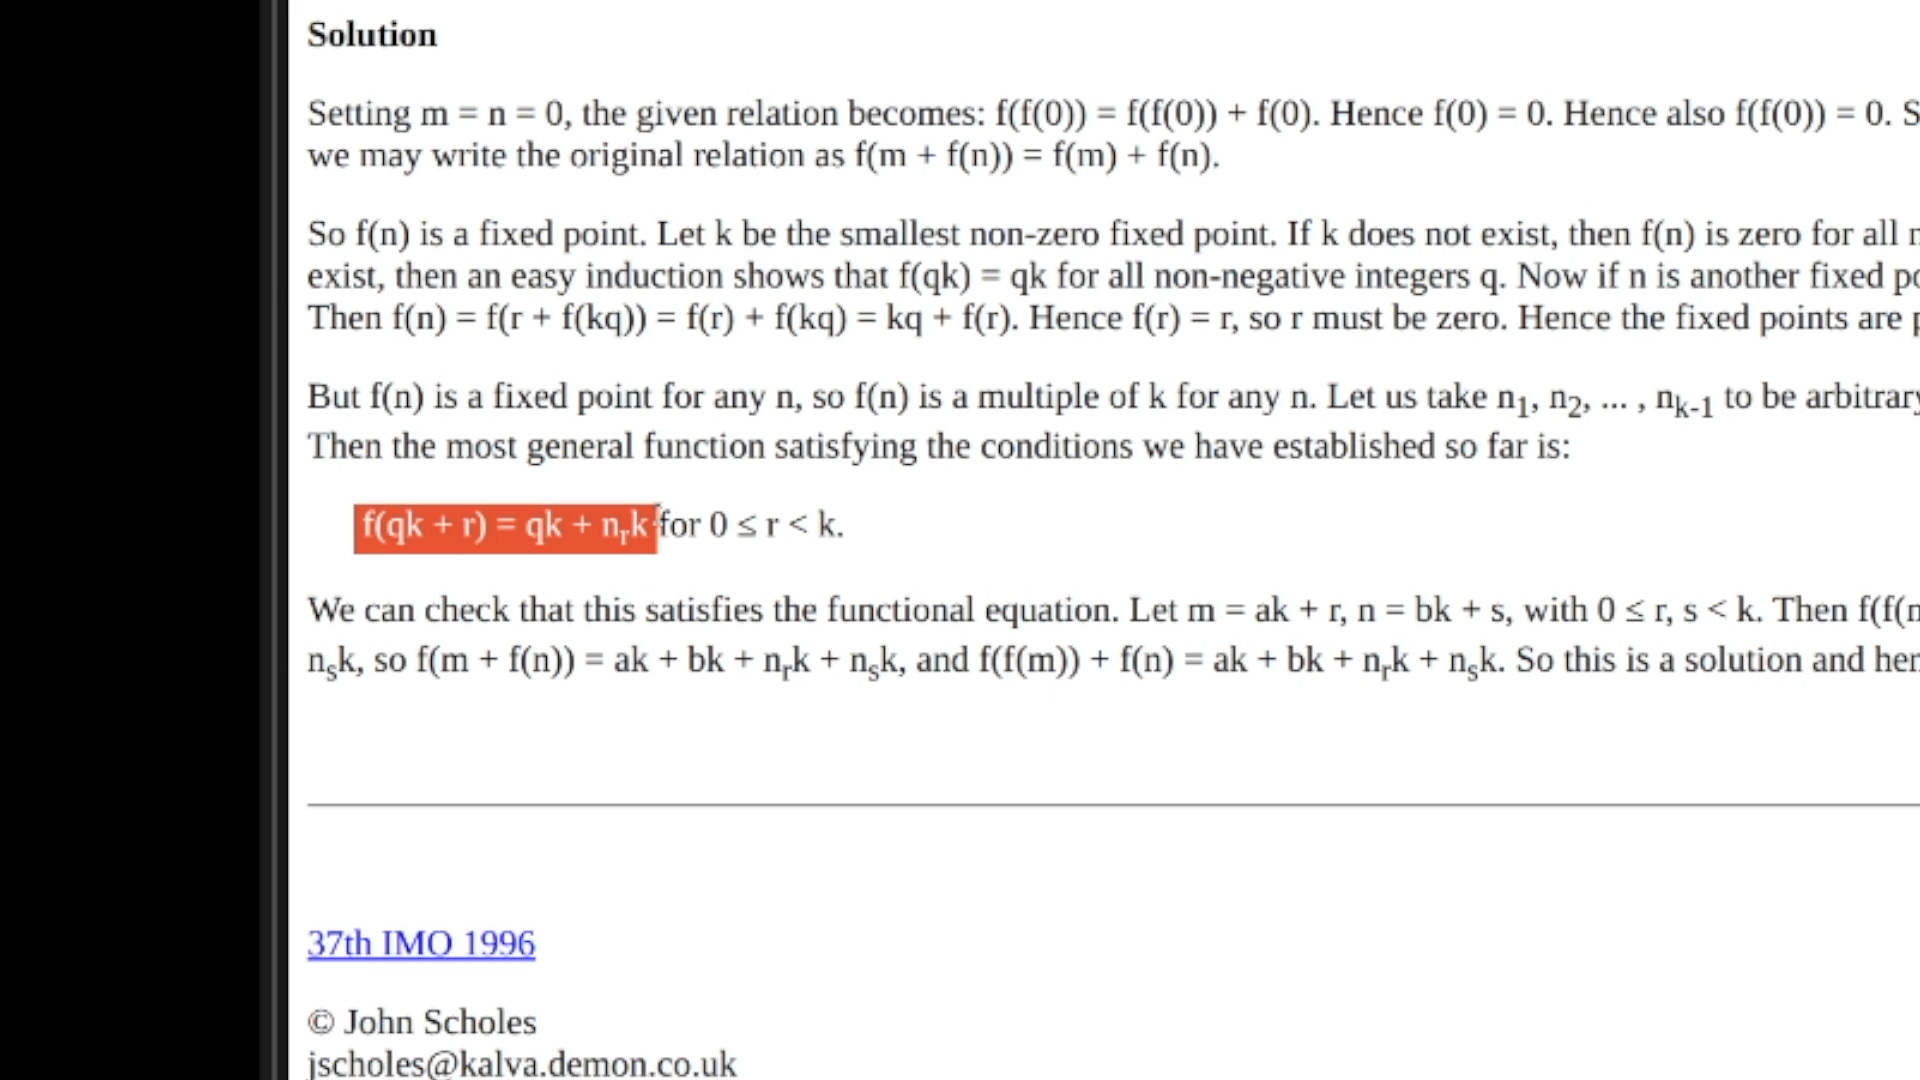 Solution
Setting m = n = 0, the given relation becomes: f(f(0)) = f(f(0)) + f(0). Hence f(0) = 0. Hence also f(f(0)) = 0. S
we may write the original relation as f(m + f(n)) = f(m) + f(n).
So f(n) is a fixed point. Let k be the smallest non-zero fixed point. If k does not exist, then f(n) is zero for all
exist, then an easy induction shows that f(qk) = qk for all non-negative integers q. Now if n is another fixed
Then f(n) = f(r + f(kq)) = f(r) + f(kq) = kq + f(r). Hence f(r) = r, so r must be zero. Hence the fixed points are
But f(n) is a fixed point for any n, so f(n) is a multiple of k for any n. Let us take n₁, n₂, ... , nₖ₋₁ to be arbitrary
Then the most general function satisfying the conditions we have established so far is:
f(qk + r) = qk + nᵣk for 0 ≤ r < k.
We can check that this satisfies the functional equation. Let m = ak + r, n = bk + s, with 0 ≤ r, s < k. Then f(f(
nₛk, so f(m + f(n)) = ak + bk + nᵣk + nₛk, and f(f(m)) + f(n) = ak + bk + nᵣk + nₛk. So this is a solution and
37th IMO 1996
© John Scholes
jscholes@kalva.demon.co.uk